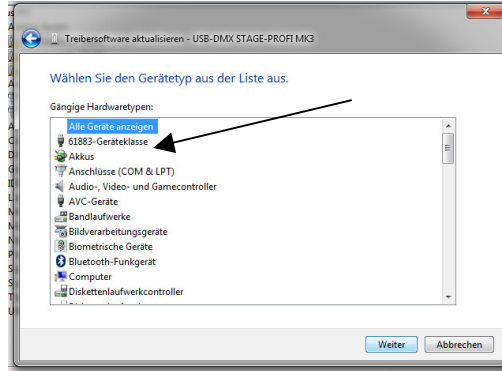 Treibersoftware aktualisieren - USB-DMX STAGE-PROFI MK3
Wählen Sie den Gerätetyp aus der Liste aus.
Gängige Hardwaretypen:
Alle Geräte anzeigen
61883-Geräteklasse
Akkus
Anschlüsse (COM & LPT)
Audio-, Video- und Gamecontroller
AVC-Geräte
Bandlaufwerke
Bildverarbeitungsgeräte
Biometrische Geräte
Bluetooth-Funkgerät
Computer
Diskettenlaufwerkcontroller
Weiter
Abbrechen